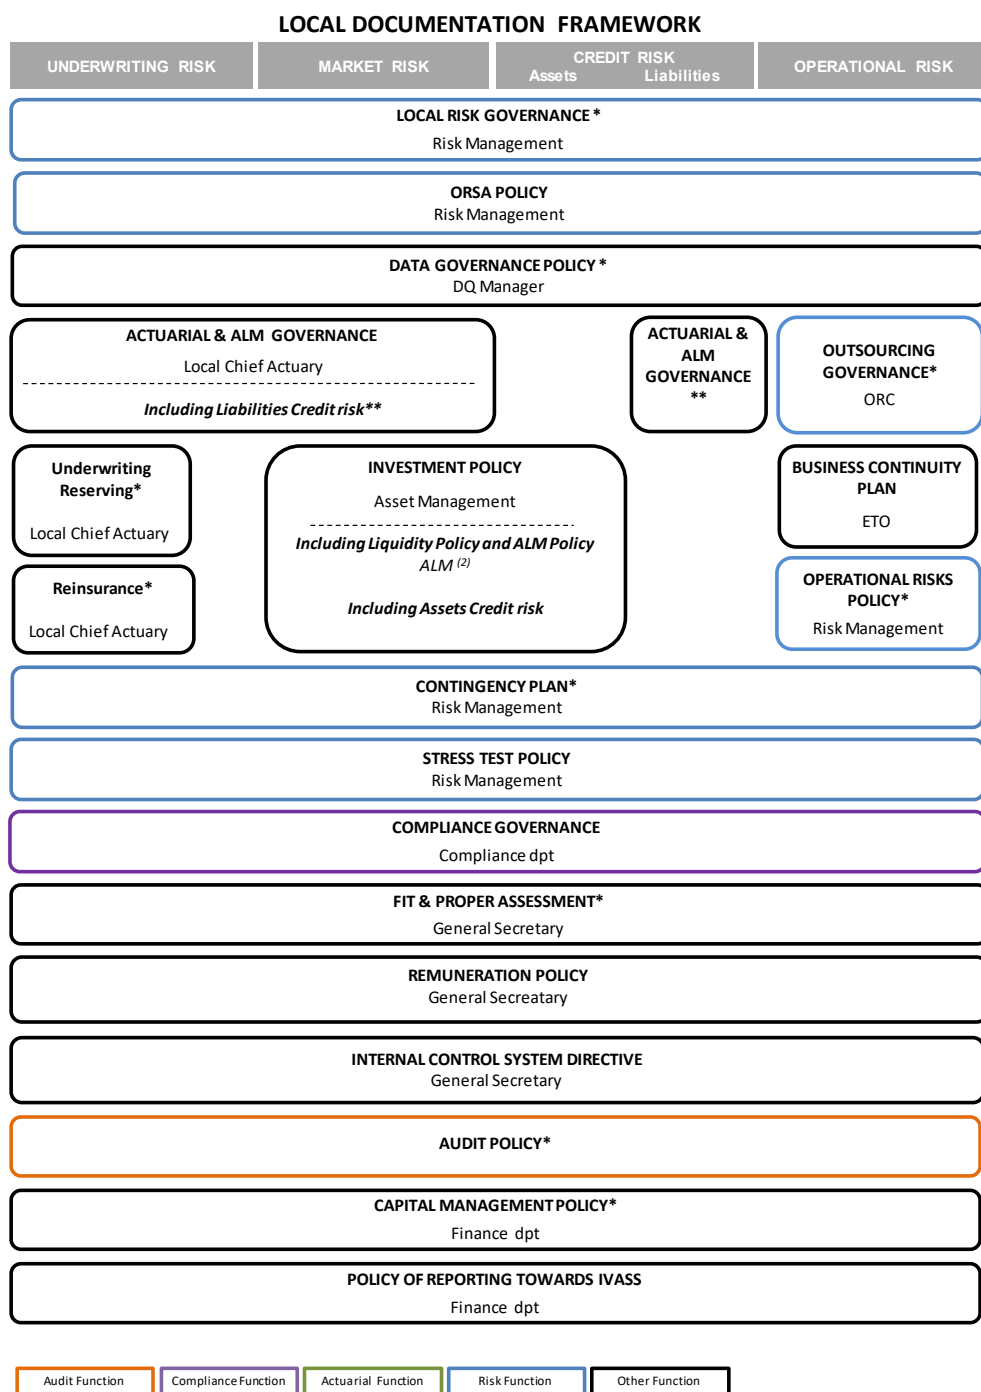 LOCAL DOCUMENTATION FRAMEWORK
UNDERWRITING RISK
MARKET RISK
CREDIT RISK
Assets Liabilities
OPERATIONAL RISK
LOCAL RISK GOVERNANCE *
Risk Management
ORSA POLICY
Risk Management
DATA GOVERNANCE POLICY *
DQ Manager
ACTUARIAL & ALM GOVERNANCE
Local Chief Actuary
Including Liabilities Credit risk**
ACTUARIAL &
ALM
GOVERNANCE
**
OUTSOURCING
GOVERNANCE*
ORC
Underwriting
Reserving*
Local Chief Actuary
INVESTMENT POLICY
Asset Management
Including Liquidity Policy and ALM Policy
ALM (2)
Including Assets Credit risk
BUSINESS CONTINUITY
PLAN
ETO
Reinsurance*
Local Chief Actuary
OPERATIONAL RISKS
POLICY*
Risk Management
CONTINGENCY PLAN*
Risk Management
STRESS TEST POLICY
Risk Management
COMPLIANCE GOVERNANCE
Compliance dpt
FIT & PROPER ASSESSMENT*
General Secretary
REMUNERATION POLICY
General Secreatary
INTERNAL CONTROL SYSTEM DIRECTIVE
General Secretary
AUDIT POLICY*
CAPITAL MANAGEMENT POLICY*
Finance dpt
POLICY OF REPORTING TOWARDS IVASS
Finance dpt
Audit Function
Compliance Function
Actuarial Function
Risk Function
Other Function